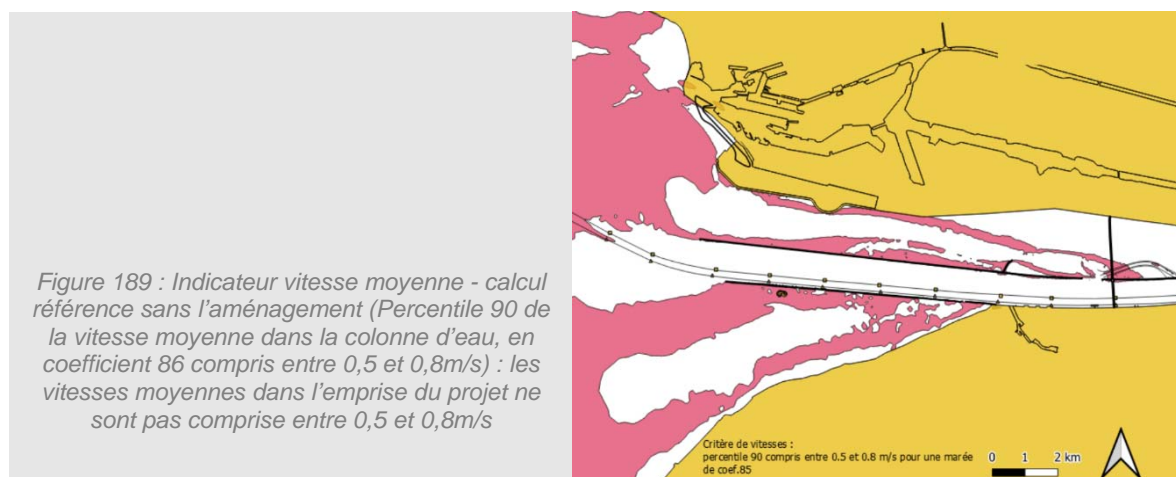 Figure 189 : Indicateur vitesse moyenne - calcul
référence sans l'aménagement (Percentile 90 de
la vitesse moyenne dans la colonne d'eau, en
coefficient 86 compris entre 0,5 et 0,8m/s) : les
vitesses moyennes dans l'emprise du projet ne
sont pas comprise entre 0,5 et 0,8m/s
Critère de vitesses :
percentile 90 compris entre 0.5 et 0.8 m/s pour une marée
de coef.85
0 1 2 km